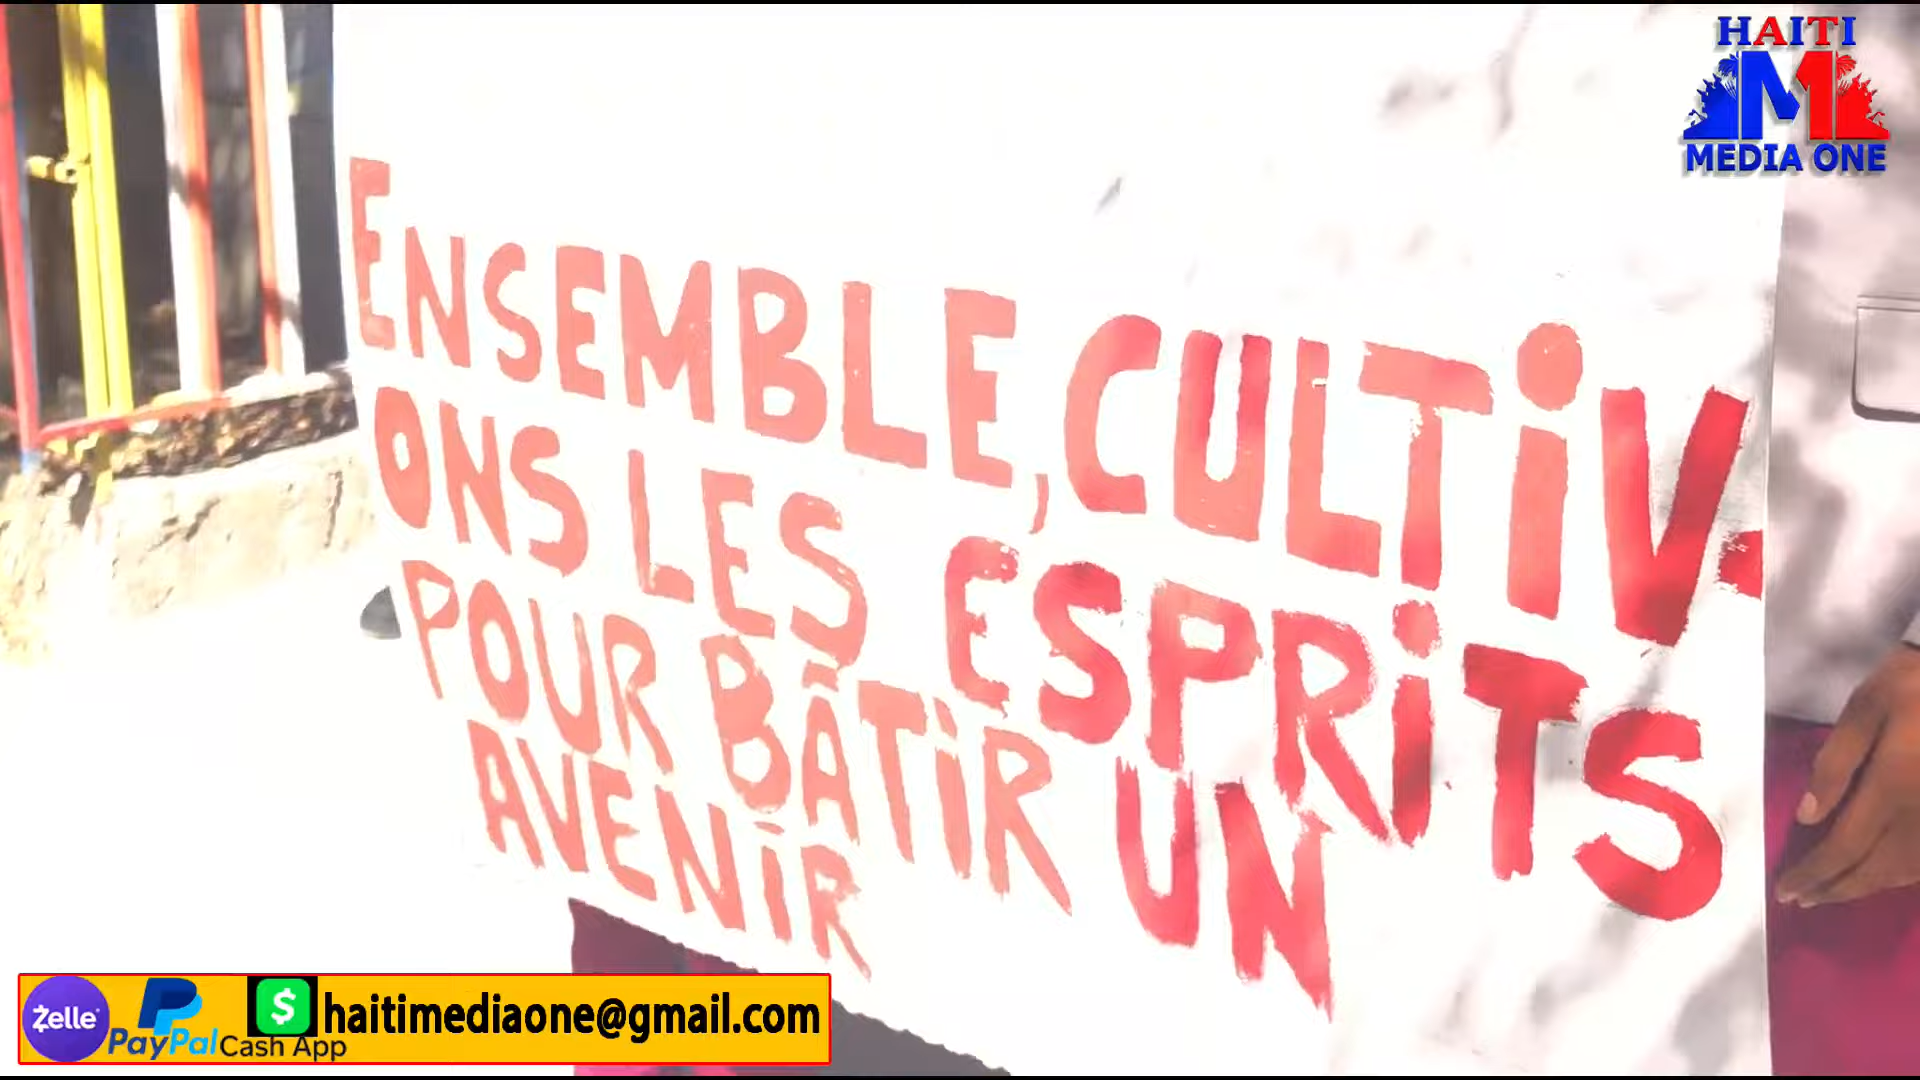 HAITI
M
MEDIA ONE
ENSEMBLE, CULTIV-
ONS LES ESPRITS
POUR BÂTIR UN
AVENIR
Zelle
PayPal
$
Cash App
haitimediaone@gmail.com